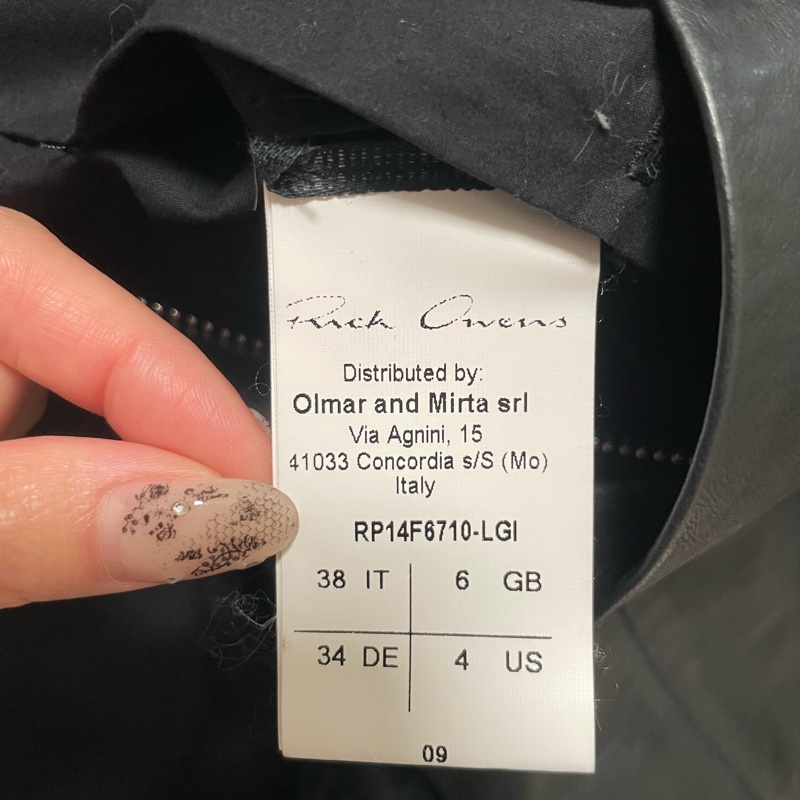 Rick Owens
Distributed by:
Olmar and Mirta srl
Via Agnini, 15
41033 Concordia s/S (Mo)
Italy
RP14F6710-LGI
38 IT 6 GB
34 DE 4 US
09